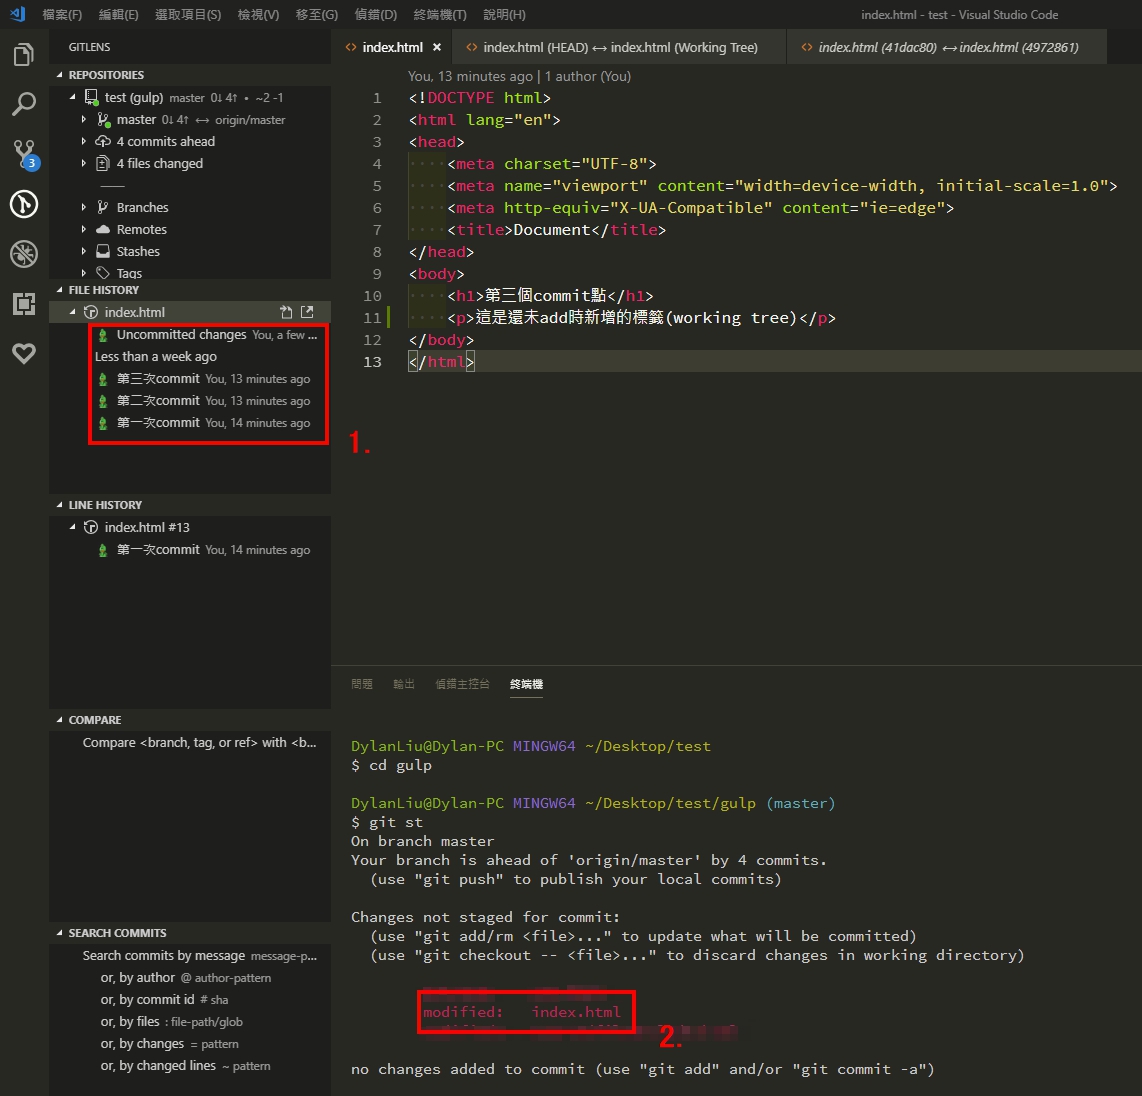 檔案(F) 編輯(E) 選取項目(S) 檢視(V) 移至(G) 偵錯(D) 終端機(T) 說明(H) index.html - test - Visual Studio Code
GITLENS
REPOSITORIES
test (gulp) master 0↓ 4↑ • ~2 -1
master 0↓ 4↑ ↔ origin/master
4 commits ahead
4 files changed
Branches
Remotes
Stashes
Tags
FILE HISTORY
index.html
Uncommitted changes You, a few ...
Less than a week ago
第三次commit You, 13 minutes ago
第二次commit You, 13 minutes ago
第一次commit You, 14 minutes ago
1.
LINE HISTORY
index.html #13
第一次commit You, 14 minutes ago
COMPARE
Compare <branch, tag, or ref> with <b...
SEARCH COMMITS
Search commits by message message-p...
or, by author @ author-pattern
or, by commit id # sha
or, by files : file-path/glob
or, by changes = pattern
or, by changed lines ~ pattern
3
index.html × index.html (HEAD) ↔ index.html (Working Tree) index.html (41dac80) ↔ index.html (4972861)
You, 13 minutes ago | 1 author (You)
1 <!DOCTYPE html>
2 <html lang="en">
3 <head>
4 ····<meta charset="UTF-8">
5 ····<meta name="viewport" content="width=device-width, initial-scale=1.0">
6 ····<meta http-equiv="X-UA-Compatible" content="ie=edge">
7 ····<title>Document</title>
8 </head>
9 <body>
10 ····<h1>第三個commit點</h1>
11 ····<p>這是還未add時新增的標籤(working tree)</p>
12 </body>
13 </html>
問題 輸出 偵錯主控台 終端機
DylanLiu@Dylan-PC MINGW64 ~/Desktop/test
$ cd gulp
DylanLiu@Dylan-PC MINGW64 ~/Desktop/test/gulp (master)
$ git st
On branch master
Your branch is ahead of 'origin/master' by 4 commits.
(use "git push" to publish your local commits)
Changes not staged for commit:
(use "git add/rm <file>..." to update what will be committed)
(use "git checkout -- <file>..." to discard changes in working directory)
modified: index.html
2.
no changes added to commit (use "git add" and/or "git commit -a")